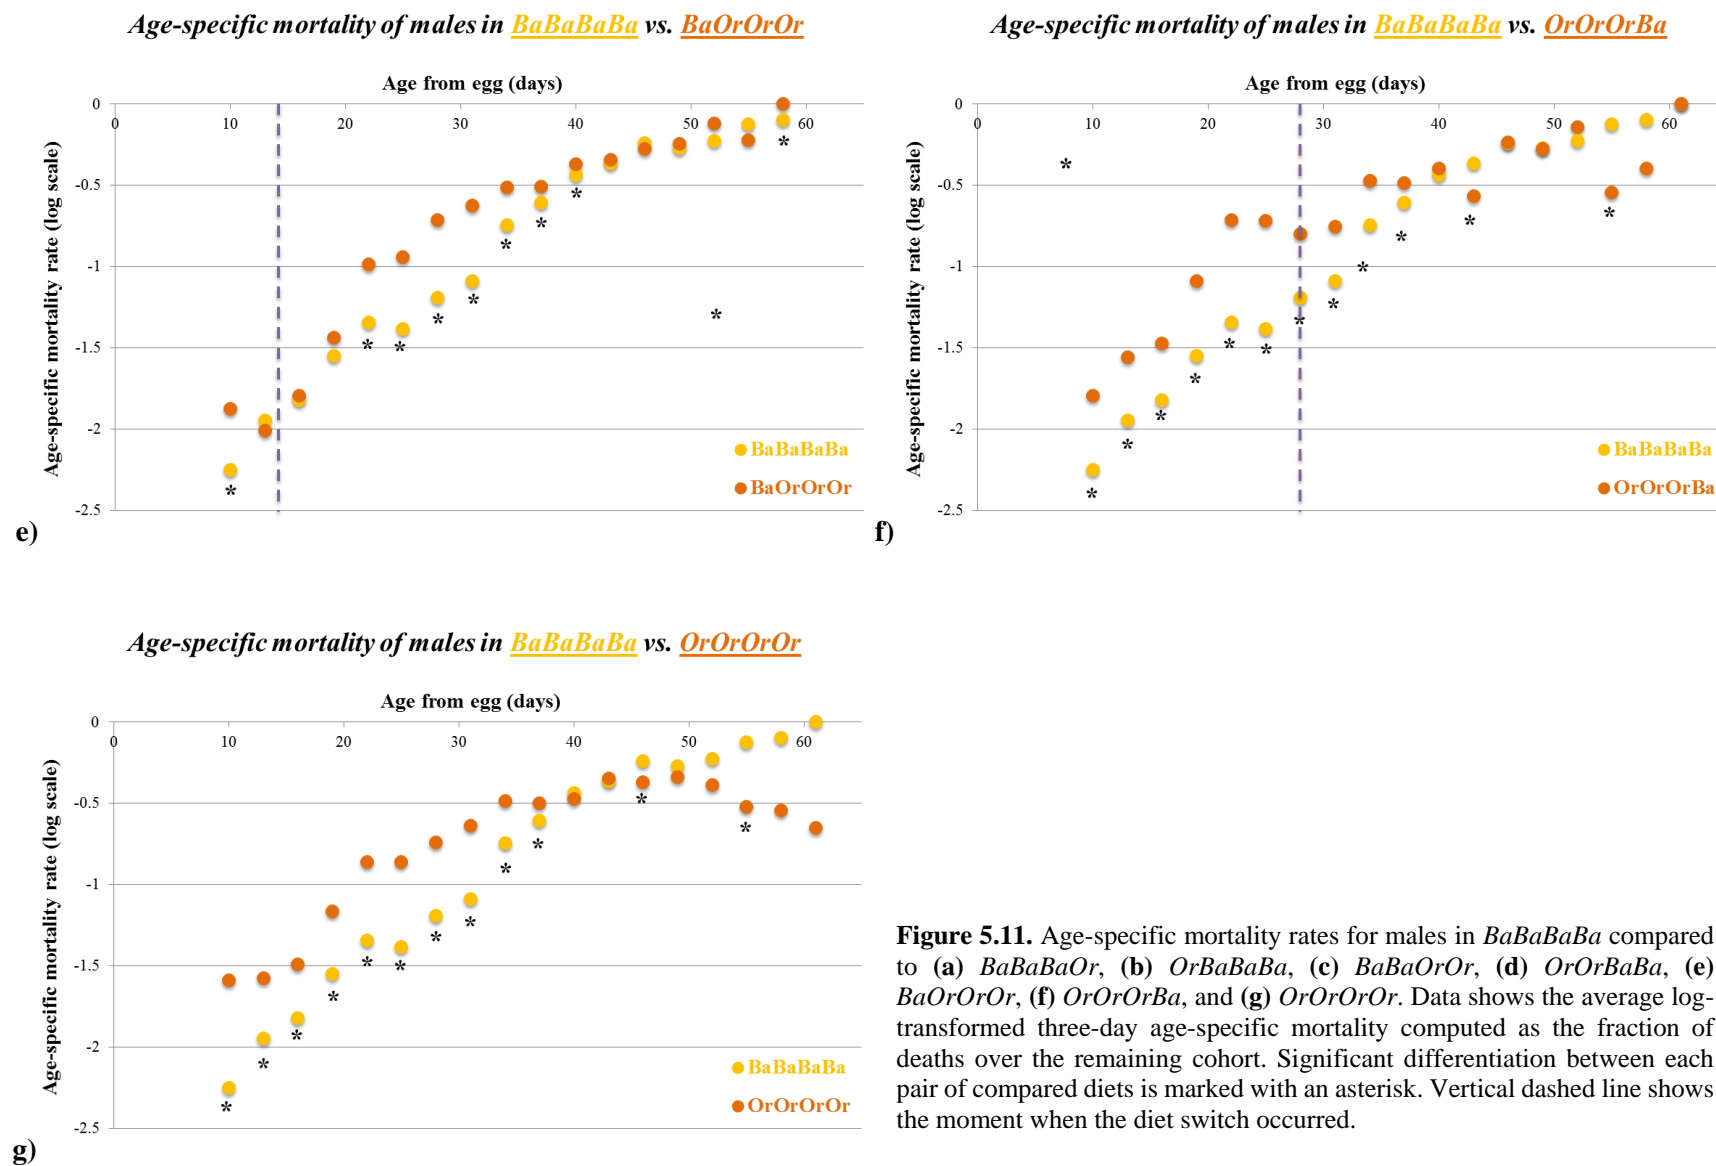 Age-specific mortality of males in BaBaBaBa vs. BaOrOrOr
Age from egg (days)
0
10
20
30
40
50
60
0
-0.5
-1
-1.5
-2
-2.5
Age-specific mortality rate (log scale)
*
*
*
*
*
*
*
*
*
*
BaBaBaBa
BaOrOrOr
e)
Age-specific mortality of males in BaBaBaBa vs. OrOrOrBa
Age from egg (days)
0
10
20
30
40
50
60
0
-0.5
-1
-1.5
-2
-2.5
Age-specific mortality rate (log scale)
*
*
*
*
*
*
*
*
*
*
*
*
*
BaBaBaBa
OrOrOrBa
f)
Age-specific mortality of males in BaBaBaBa vs. OrOrOrOr
Age from egg (days)
0
10
20
30
40
50
60
0
-0.5
-1
-1.5
-2
-2.5
Age-specific mortality rate (log scale)
*
*
*
*
*
*
*
*
*
*
*
*
BaBaBaBa
OrOrOrOr
g)
Figure 5.11. Age-specific mortality rates for males in BaBaBaBa compared
to (a) BaBaBaOr, (b) OrBaBaBa, (c) BaBaOrOr, (d) OrOrBaBa, (e)
BaOrOrOr, (f) OrOrOrBa, and (g) OrOrOrOr. Data shows the average log-
transformed three-day age-specific mortality computed as the fraction of
deaths over the remaining cohort. Significant differentiation between each
pair of compared diets is marked with an asterisk. Vertical dashed line shows
the moment when the diet switch occurred.